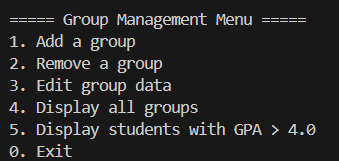 ===== Group Management Menu =====
1. Add a group
2. Remove a group
3. Edit group data
4. Display all groups
5. Display students with GPA > 4.0
0. Exit